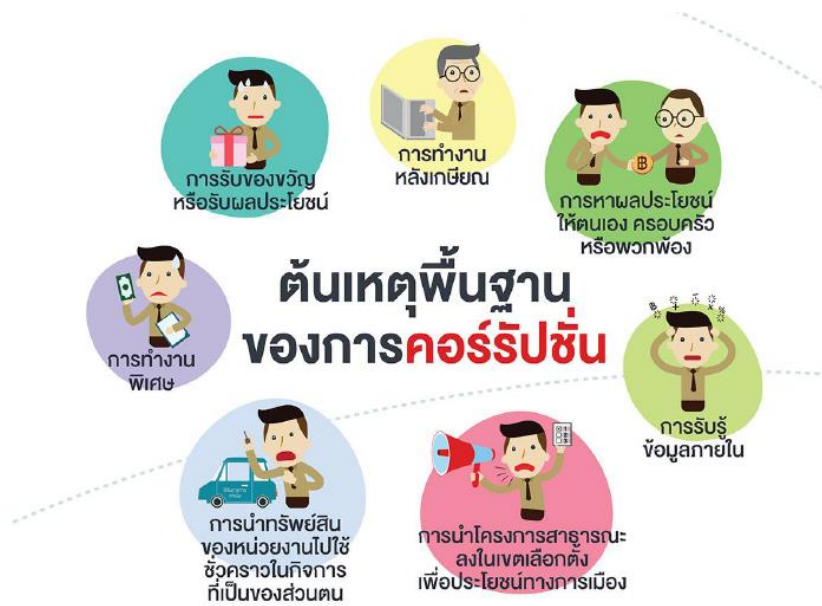 ต้นเหตุพื้นฐาน
ของการคอร์รัปชั่น
การรับของขวัญ
หรือรับผลประโยชน์
การทำงาน
หลังเกษียณ
การหาผลประโยชน์
ให้ตนเอง ครอบครัว
หรือพวกพ้อง
การรับรู้
ข้อมูลภายใน
การนำโครงการสาธารณะ
ลงในเขตเลือกตั้ง
เพื่อประโยชน์ทางการเมือง
การนำทรัพย์สิน
ของหน่วยงานไปใช้
ชั่วคราวในกิจการ
ที่เป็นของส่วนตน
การทำงาน
พิเศษ